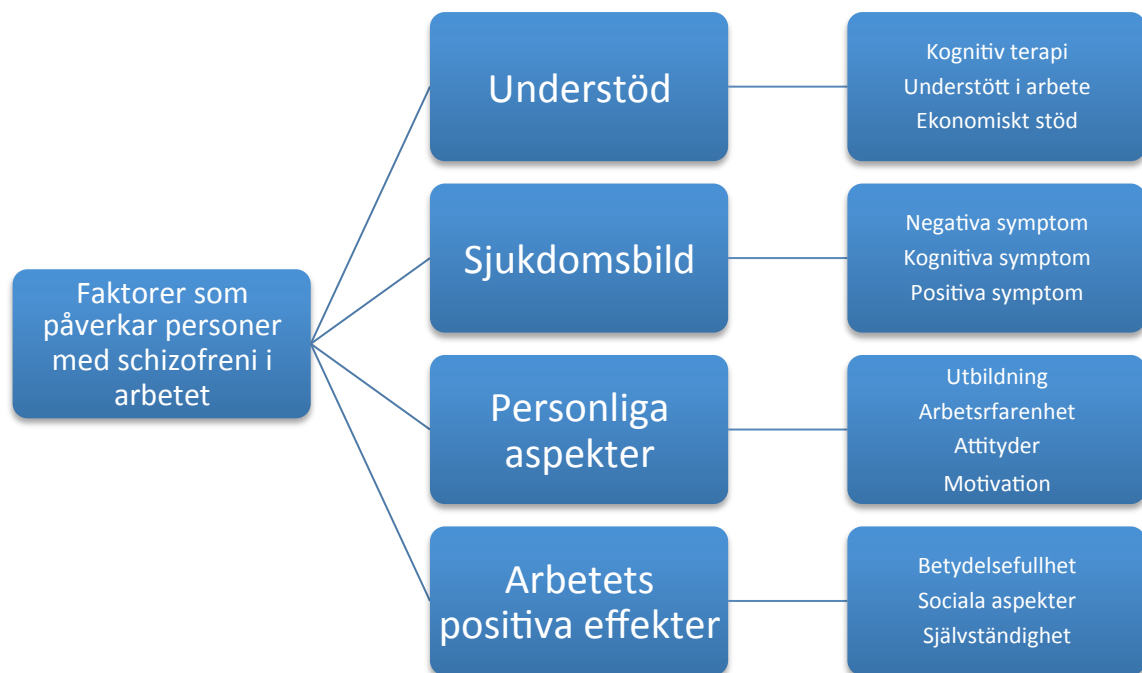 Faktorer som
påverkar personer
med schizofreni i
arbetet
Understöd
Kognitiv terapi
Understött i arbete
Ekonomiskt stöd
Sjukdomsbild
Negativa symptom
Kognitiva symptom
Positiva symptom
Personliga
aspekter
Utbildning
Arbetsrfarenhet
Attityder
Motivation
Arbetets
positiva effekter
Betydelsefullhet
Sociala aspekter
Självständighet